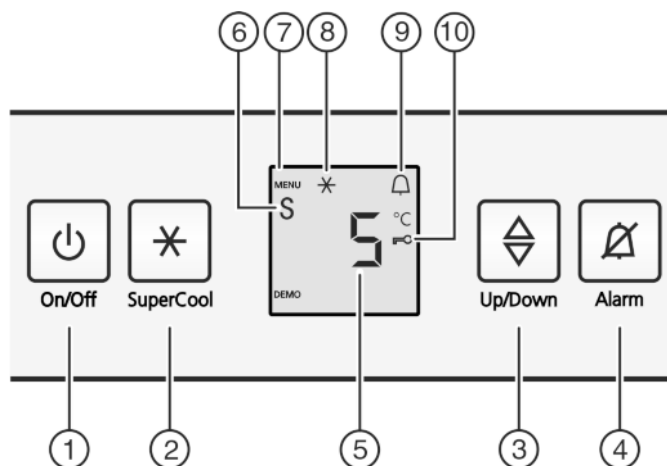 6 7 8 9 10
MENU
S
°C
5
DEMO
On/Off SuperCool Up/Down Alarm
1 2 5 3 4